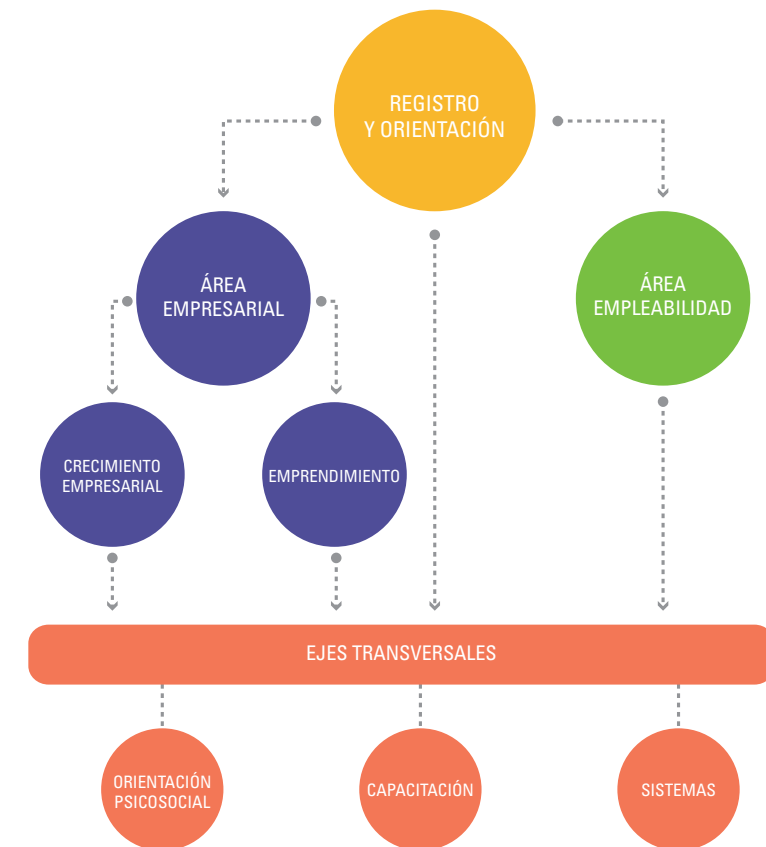 REGISTRO
Y ORIENTACIÓN
ÁREA
EMPRESARIAL
ÁREA
EMPLEABILIDAD
CRECIMIENTO
EMPRESARIAL
EMPRENDIMIENTO
EJES TRANSVERSALES
ORIENTACIÓN
PSICOSOCIAL
CAPACITACIÓN
SISTEMAS